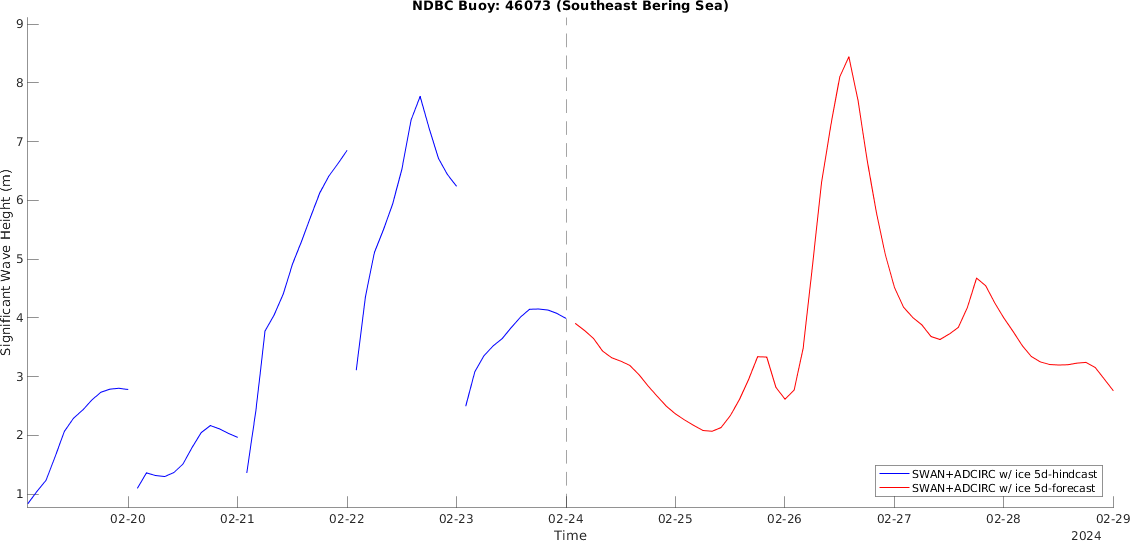 NDBC Buoy: 46073 (Southeast Bering Sea)
9
8
7
6
5
4
3
2
1
Significant Wave Height (m)
SWAN+ADCIRC w/ ice 5d-hindcast
SWAN+ADCIRC w/ ice 5d-forecast
02-20 02-21 02-22 02-23 02-24 02-25 02-26 02-27 02-28 02-29
Time
2024